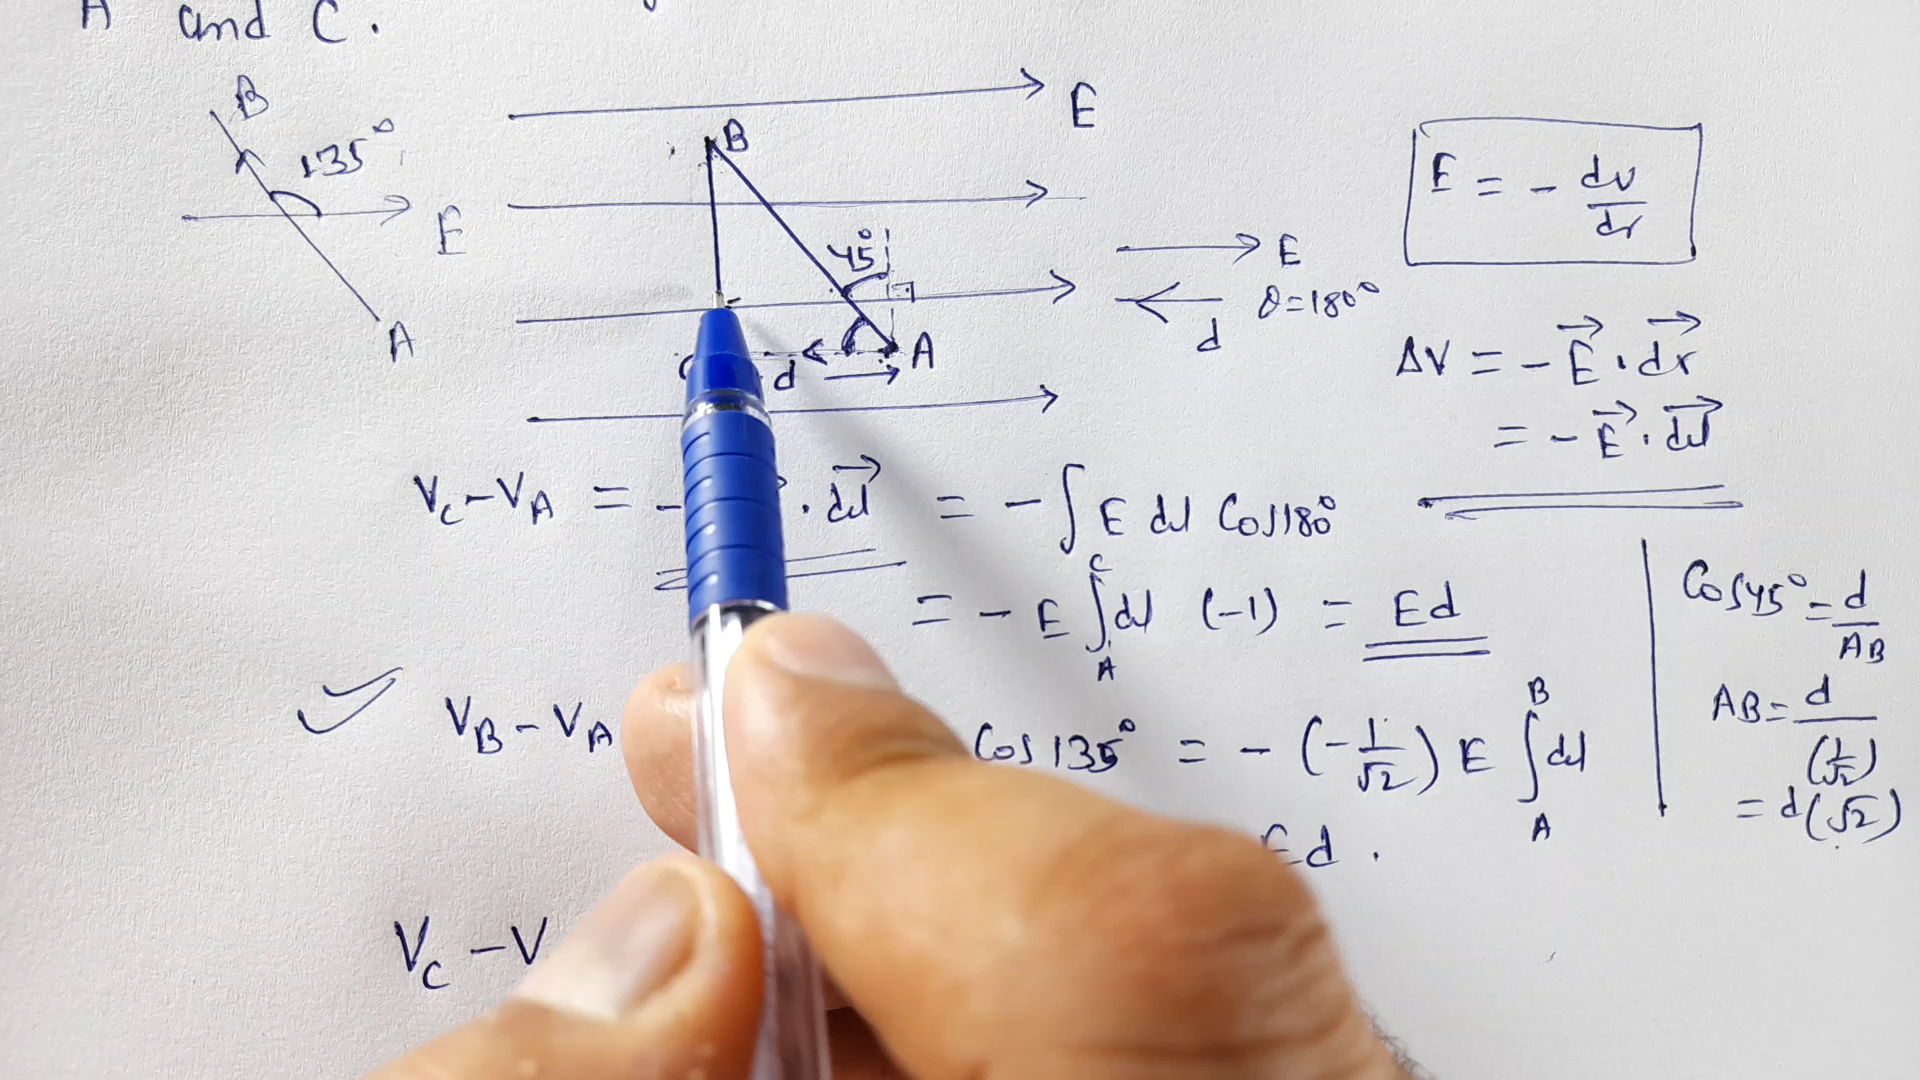 A and C.
B
135°
E
A
E
B
45°
A
d
E
θ=180°
d
E = - dv/dr
ΔV = - E⃗ . dr⃗
= - E⃗ . dl⃗
Vc - VA = - . dl⃗ = - ∫ E dl Cos180°
= - E ∫ dl (-1) = Ed
C
A
Cos45° = d/AB
AB = d/(1/√2)
= d(√2)
VB - VA Cos 135° = - (-1/√2) E ∫ dl
B
A
Ed .
Vc - V